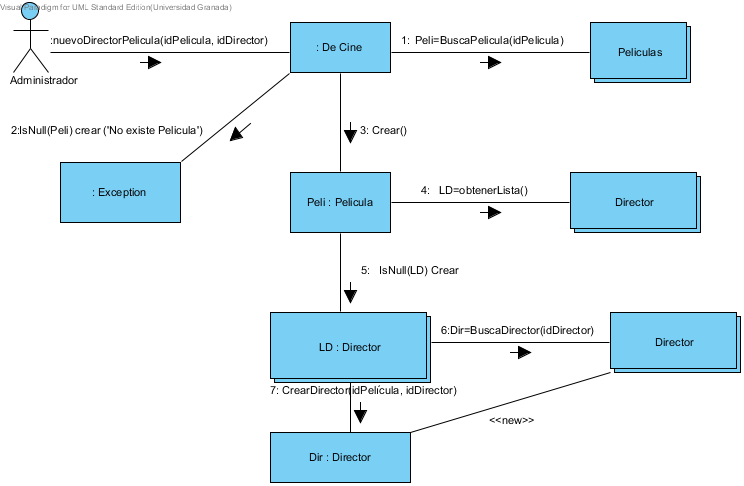 Visual Paradigm for UML Standard Edition(Universidad Granada)
:nuevoDirectorPelicula(idPelicula, idDirector)
: De Cine
1: Peli=BuscaPelicula(idPelicula)
Peliculas
Administrador
2:IsNull(Peli) crear ('No existe Pelicula')
3: Crear()
: Exception
Peli : Pelicula
4: LD=obtenerLista()
Director
5: IsNull(LD) Crear
LD : Director
6:Dir=BuscaDirector(idDirector)
Director
7: CrearDirector(idPelícula, idDirector)
<<new>>
Dir : Director